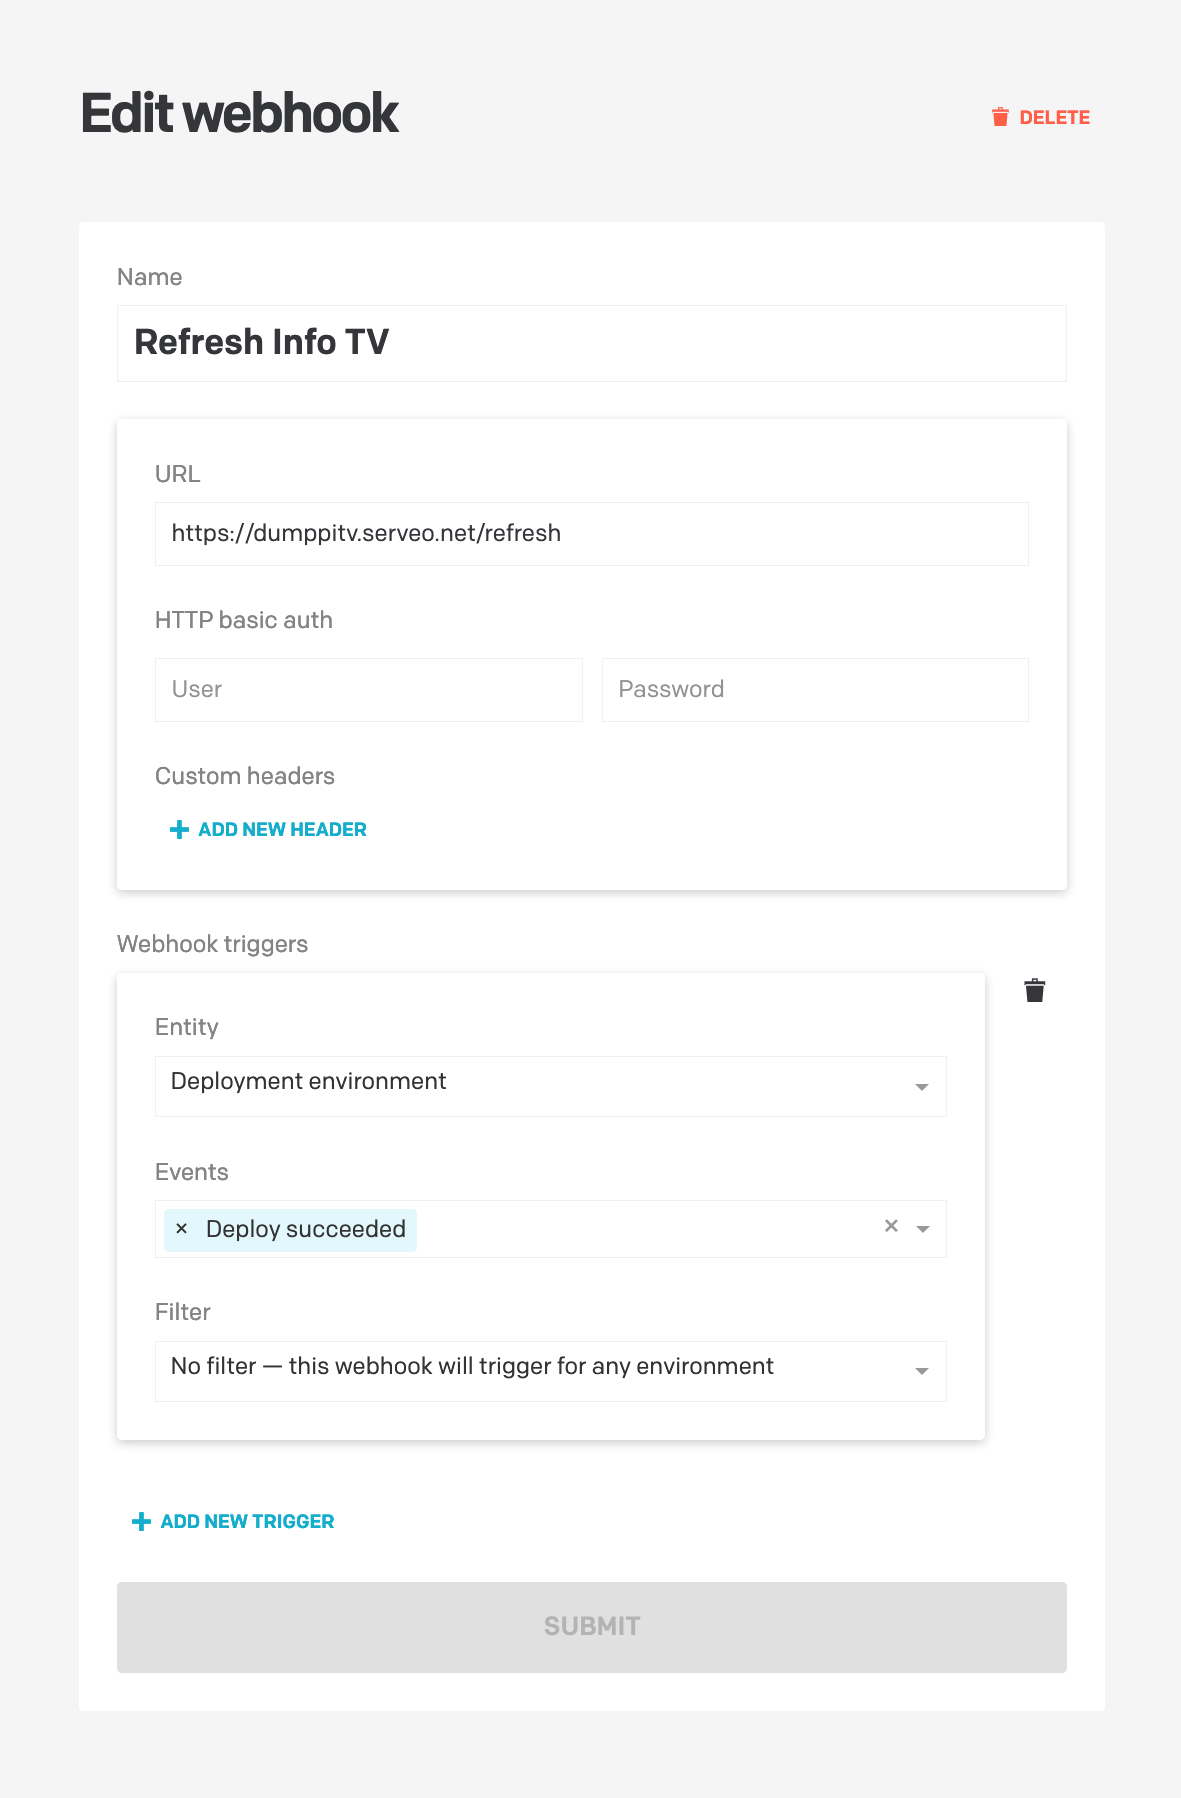 Edit webhook
DELETE
Name
Refresh Info TV
URL
https://dumppitv.serveo.net/refresh
HTTP basic auth
User
Password
Custom headers
ADD NEW HEADER
Webhook triggers
Entity
Deployment environment
Events
× Deploy succeeded ×
Filter
No filter — this webhook will trigger for any environment
ADD NEW TRIGGER
SUBMIT